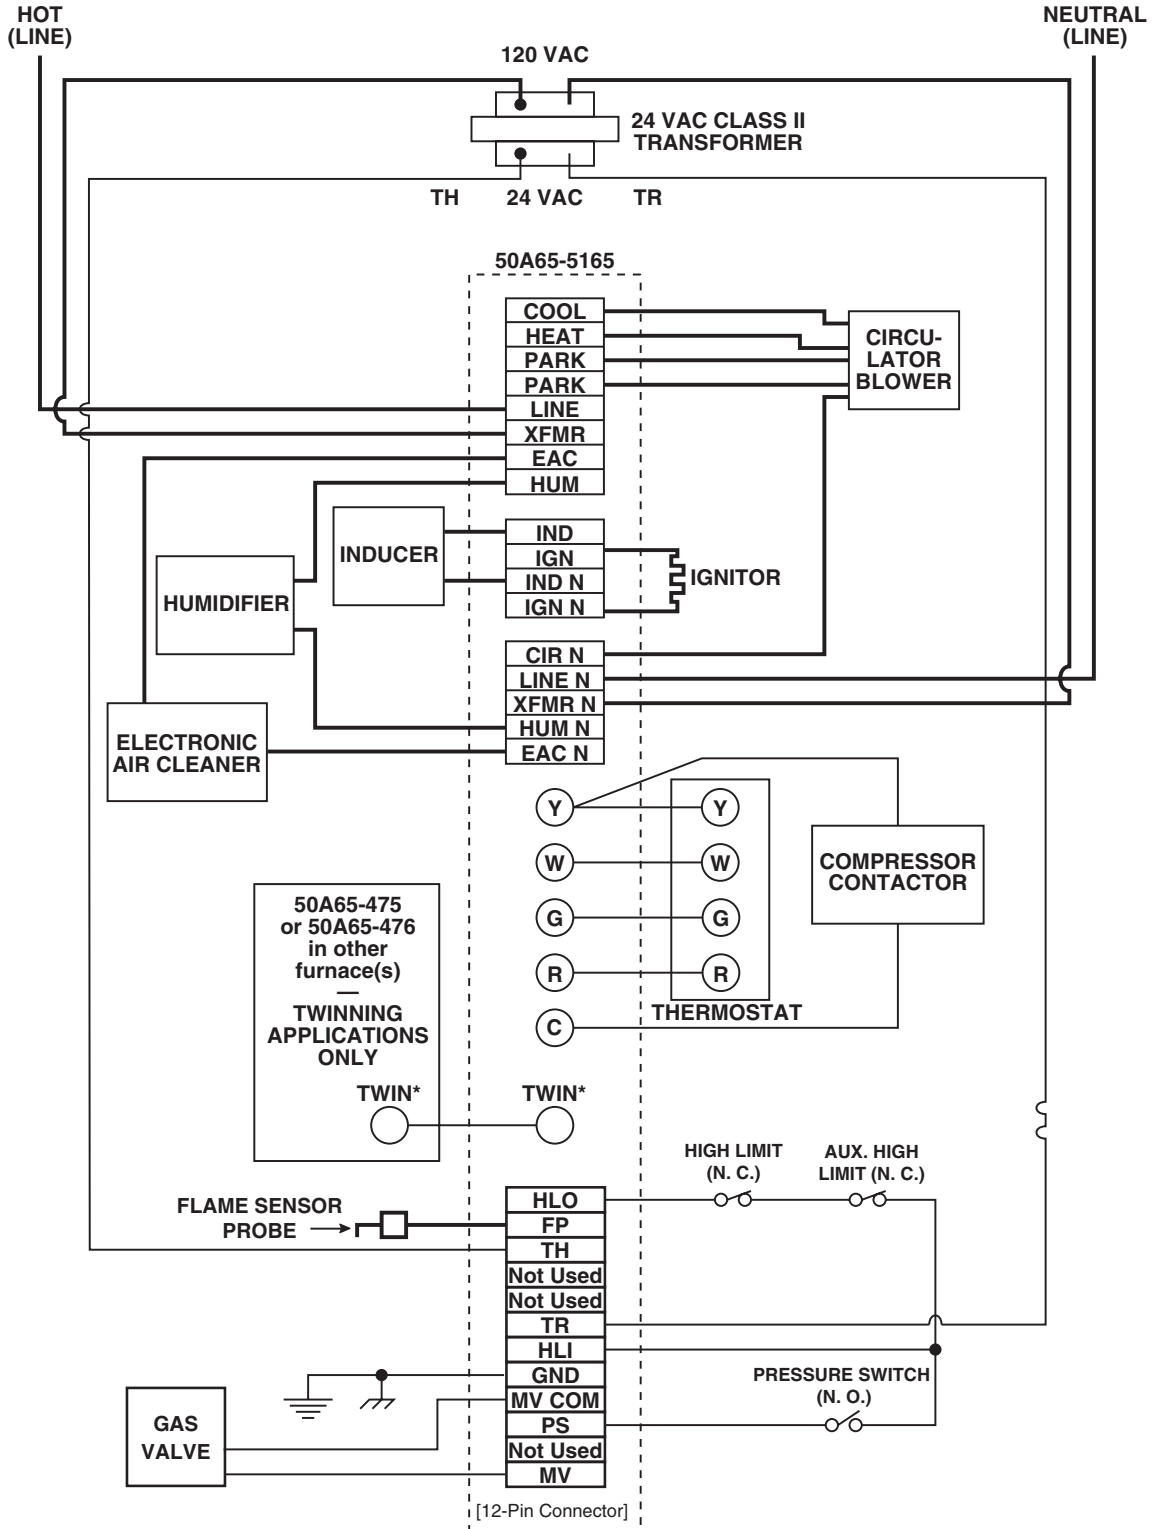 HOT
(LINE)
NEUTRAL
(LINE)
120 VAC
24 VAC CLASS II
TRANSFORMER
TH
24 VAC
TR
50A65-5165
COOL
HEAT
PARK
PARK
LINE
XFMR
EAC
HUM
CIRCU-
LATOR
BLOWER
IND
IGN
IND N
IGN N
INDUCER
IGNITOR
HUMIDIFIER
CIR N
LINE N
XFMR N
HUM N
EAC N
ELECTRONIC
AIR CLEANER
Y
W
G
R
C
Y
W
G
R
THERMOSTAT
COMPRESSOR
CONTACTOR
50A65-475
or 50A65-476
in other
furnace(s)
—
TWINNING
APPLICATIONS
ONLY
TWIN*
TWIN*
HIGH LIMIT
(N. C.)
AUX. HIGH
LIMIT (N. C.)
FLAME SENSOR
PROBE
HLO
FP
TH
Not Used
Not Used
TR
HLI
GND
MV COM
PS
Not Used
MV
PRESSURE SWITCH
(N. O.)
GAS
VALVE
[12-Pin Connector]